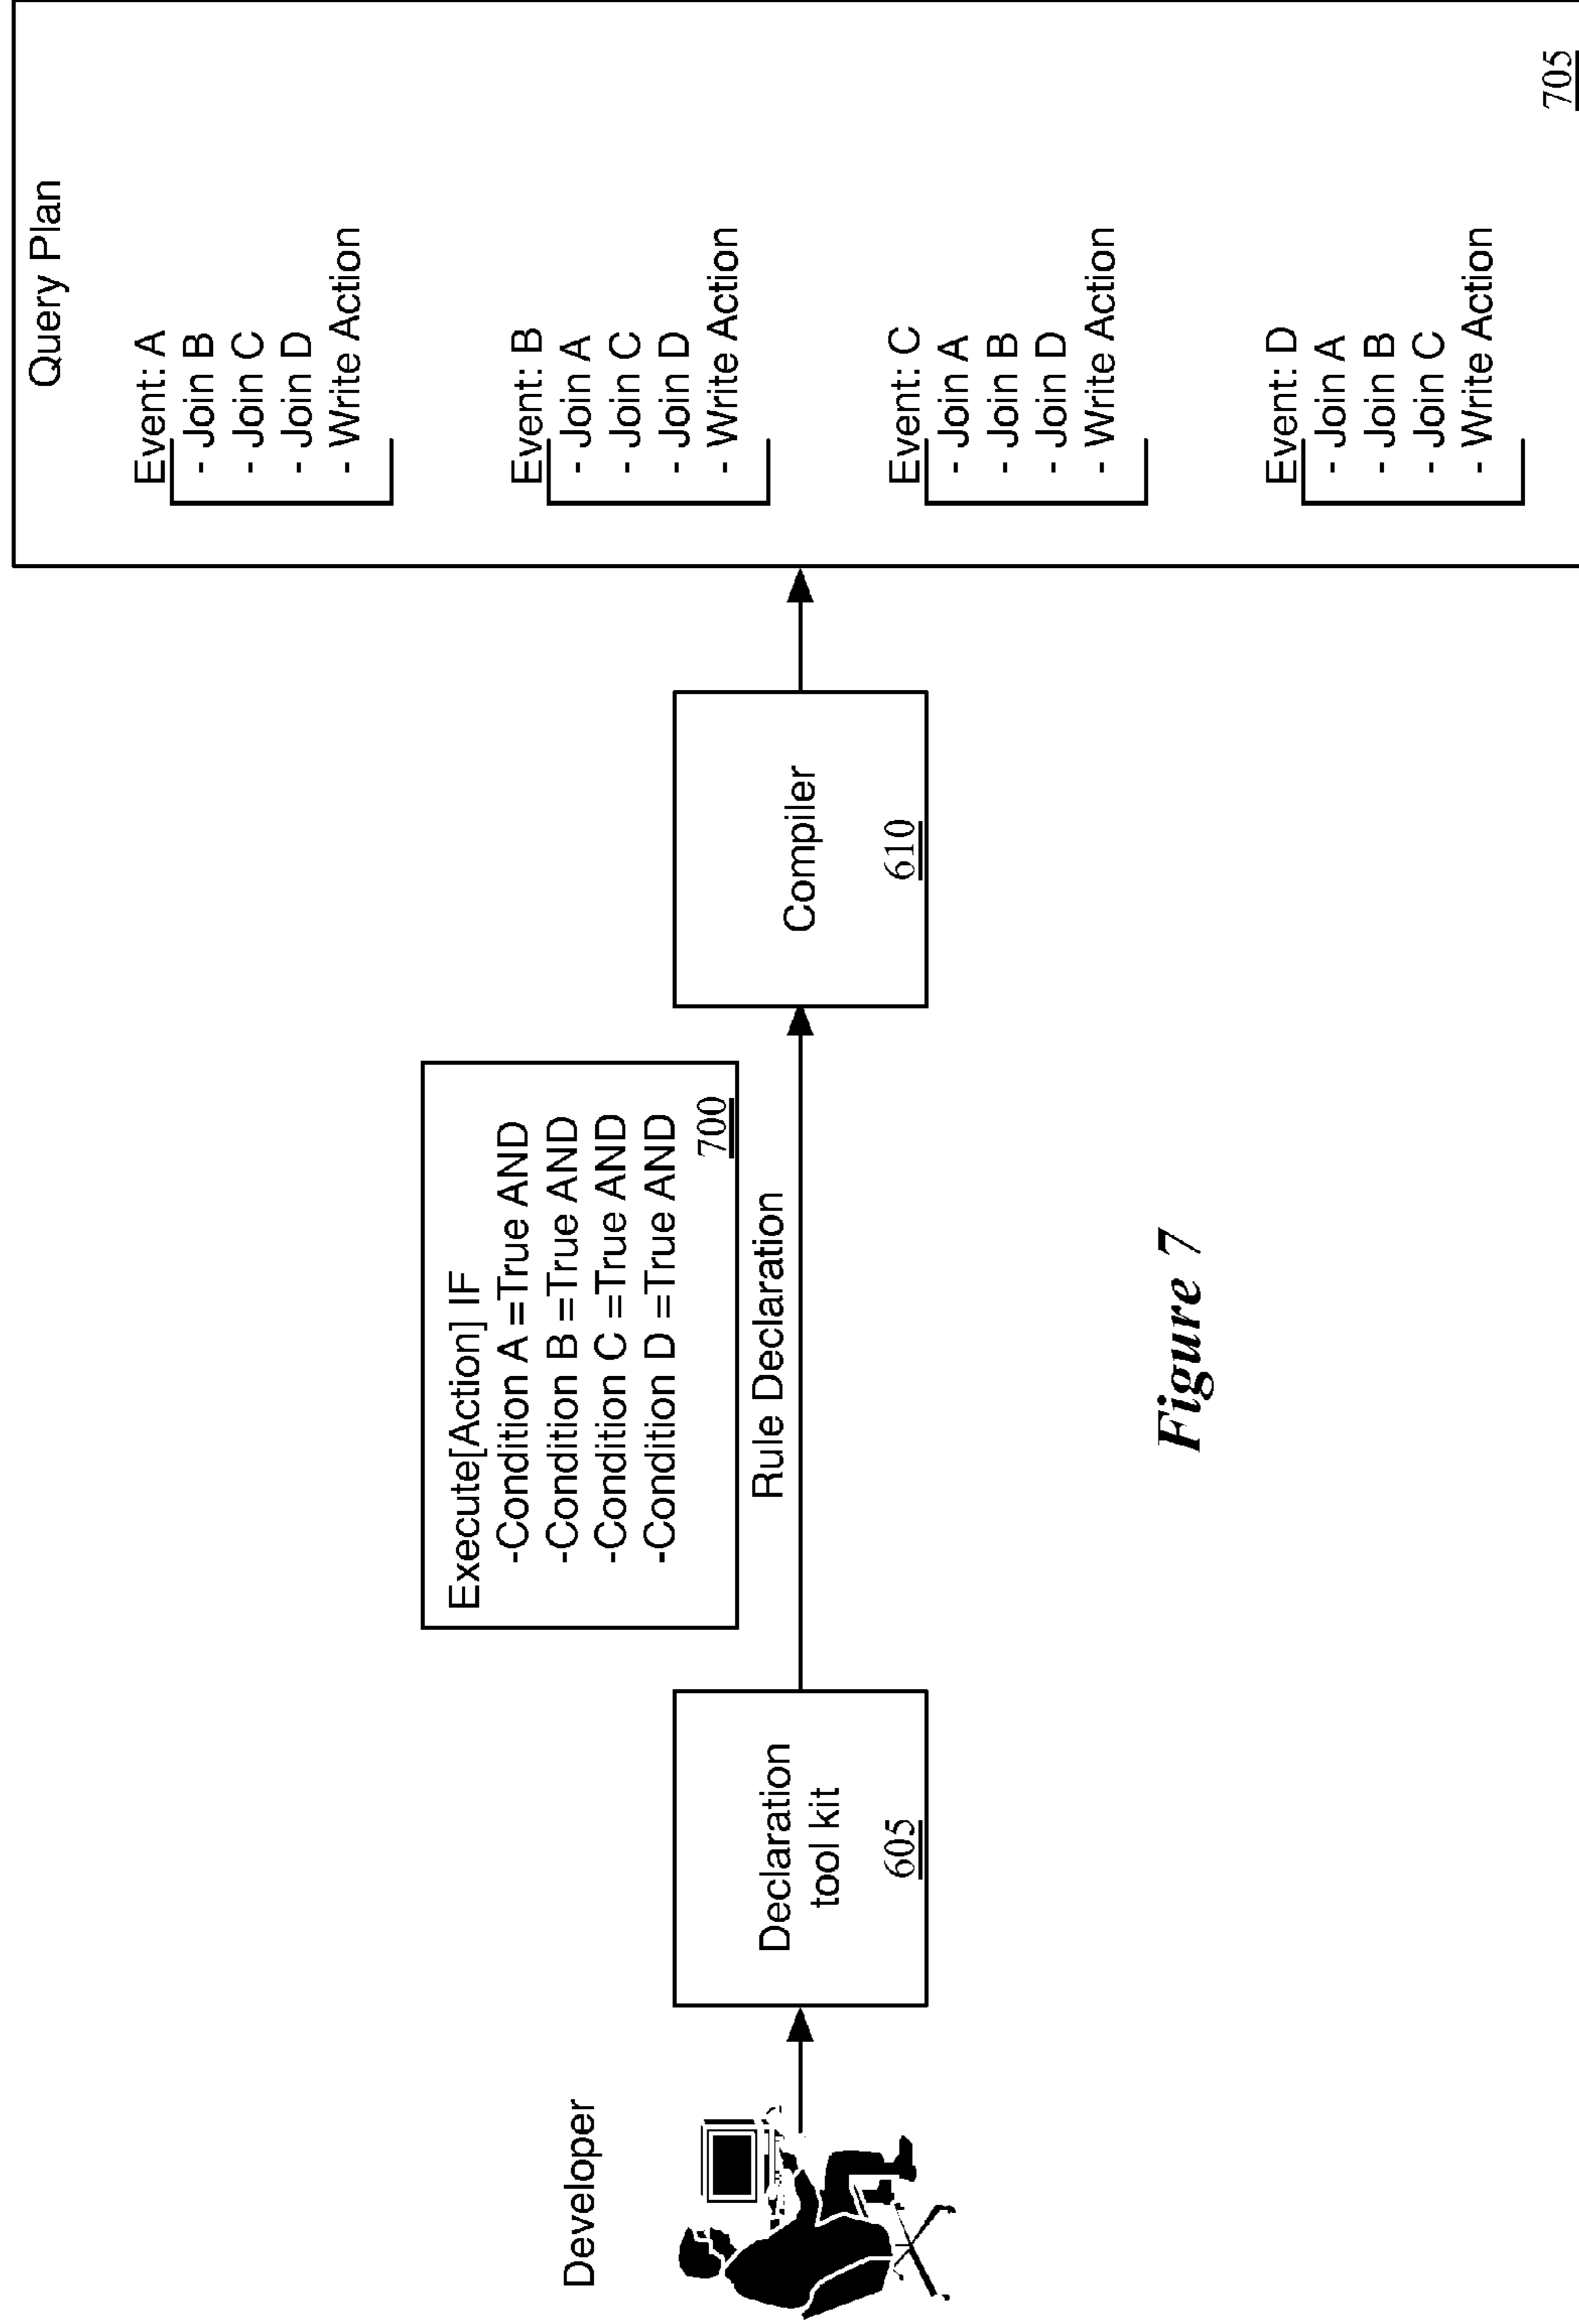 Developer
Declaration
tool kit
605
Execute[Action] IF
-Condition A =True AND
-Condition B =True AND
-Condition C =True AND
-Condition D =True AND
700
Rule Declaration
Compiler
610
Query Plan
Event: A
- Join B
- Join C
- Join D
- Write Action
Event: B
- Join A
- Join C
- Join D
- Write Action
Event: C
- Join A
- Join B
- Join D
- Write Action
Event: D
- Join A
- Join B
- Join C
- Write Action
705
Figure 7